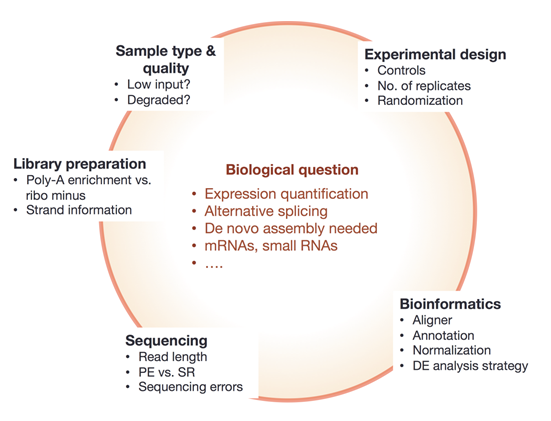 Sample type &
quality
• Low input?
• Degraded?
Experimental design
• Controls
• No. of replicates
• Randomization
Library preparation
• Poly-A enrichment vs.
ribo minus
• Strand information
Biological question
• Expression quantification
• Alternative splicing
• De novo assembly needed
• mRNAs, small RNAs
• ....
Bioinformatics
• Aligner
• Annotation
• Normalization
• DE analysis strategy
Sequencing
• Read length
• PE vs. SR
• Sequencing errors